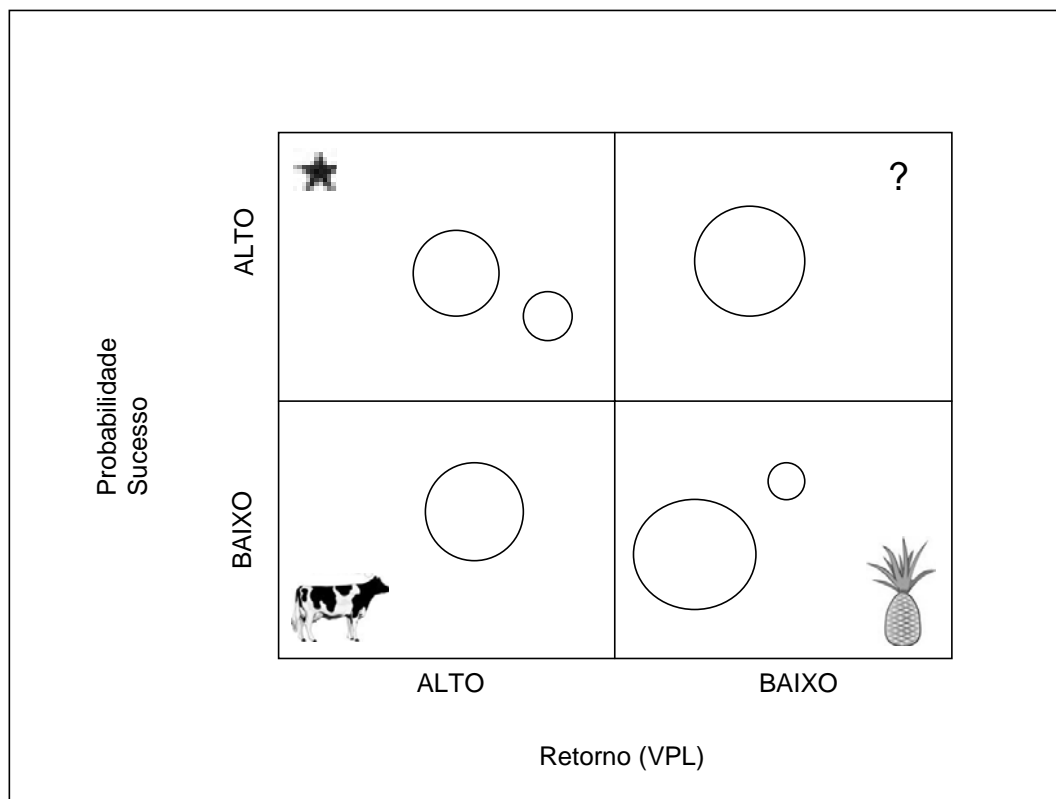 ?
ALTO
Probabilidade
Sucesso
BAIXO
ALTO
BAIXO
Retorno (VPL)